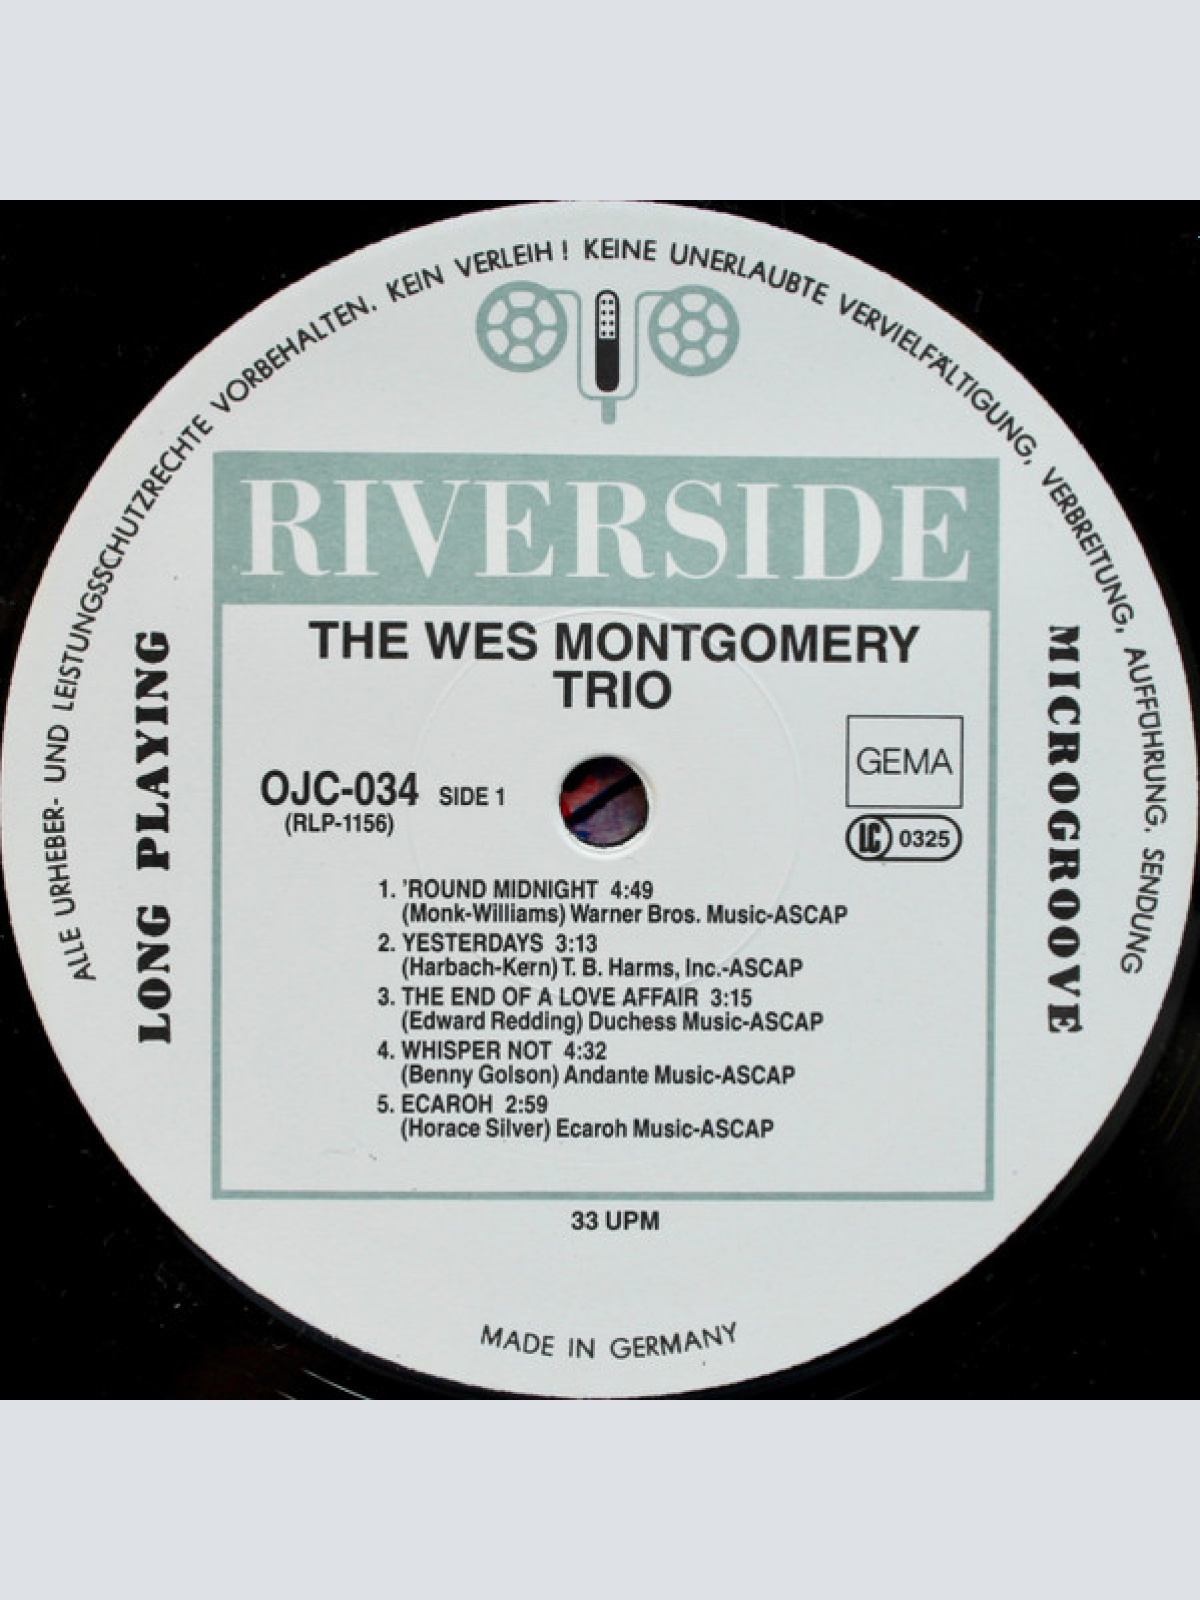 ALLE URHEBER- UND LEISTUNGSSCHUTZRECHTE VORBEHALTEN. KEIN VERLEIH! KEINE UNERLAUBTE VERVIELFÄLTIGUNG, VERBREITUNG, AUFFÜHRUNG, SENDUNG
RIVERSIDE
LONG PLAYING
MICROGROOVE
THE WES MONTGOMERY
TRIO
OJC-034 SIDE 1
(RLP-1156)
GEMA
LC 0325
1. 'ROUND MIDNIGHT 4:49
(Monk-Williams) Warner Bros. Music-ASCAP
2. YESTERDAYS 3:13
(Harbach-Kern) T. B. Harms, Inc.-ASCAP
3. THE END OF A LOVE AFFAIR 3:15
(Edward Redding) Duchess Music-ASCAP
4. WHISPER NOT 4:32
(Benny Golson) Andante Music-ASCAP
5. ECAROH 2:59
(Horace Silver) Ecaroh Music-ASCAP
33 UPM
MADE IN GERMANY